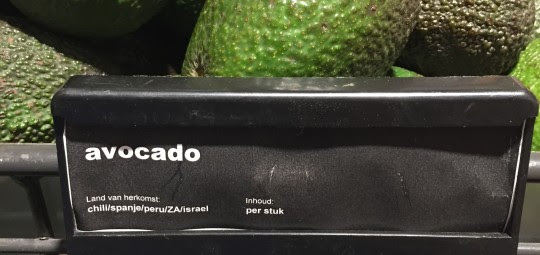 avocado
Land van herkomst:
chili/spanje/peru/ZA/israel
Inhoud:
per stuk